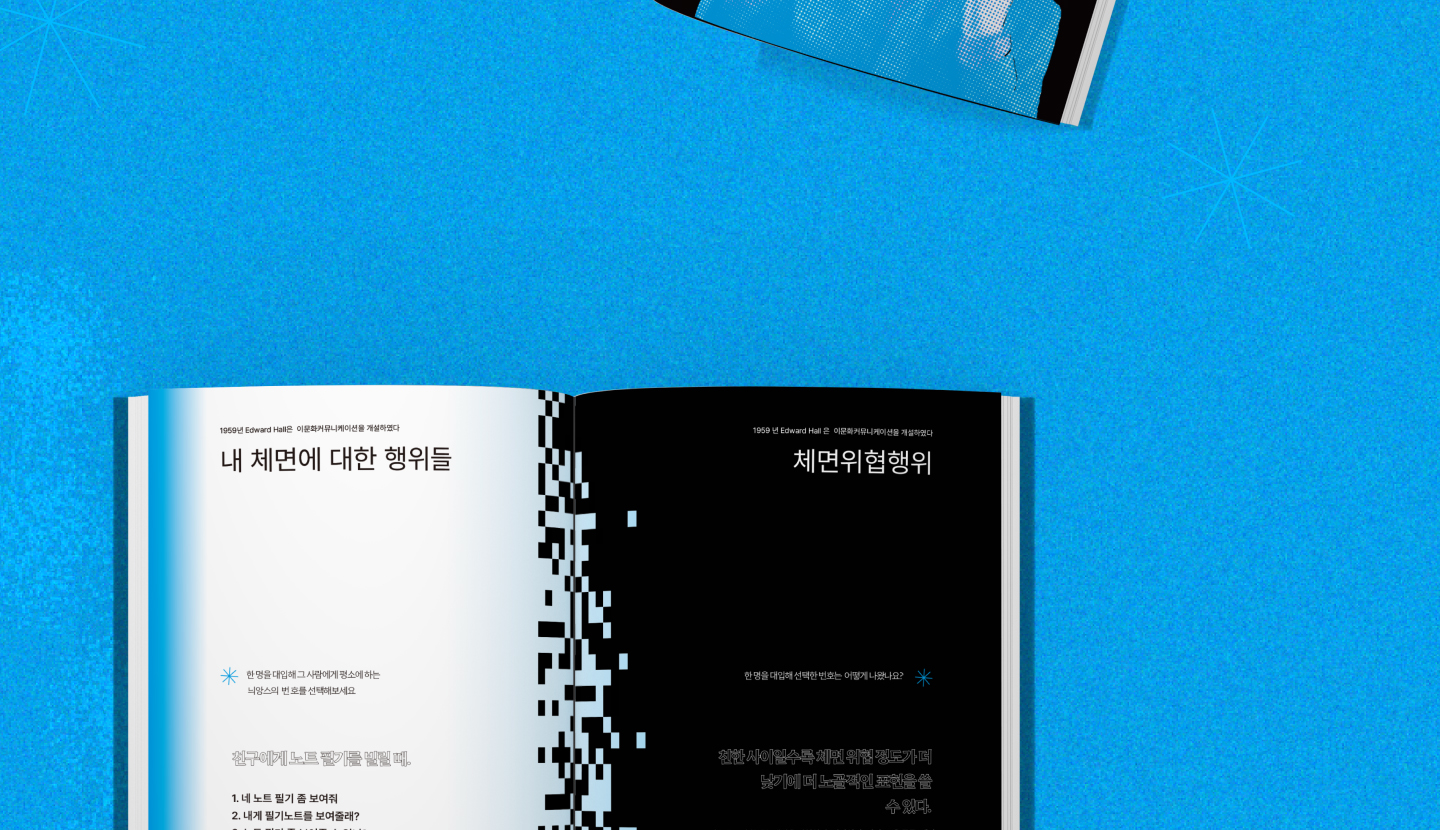 1959년 Edward Hall은 이문화커뮤니케이션을 개설하였다
내 체면에 대한 행위들
한 명을 대입해 그 사람에게 평소에 하는
뉘앙스의 번호를 선택해보세요
친구에게 노트 필기를 빌릴 때.
1. 네 노트 필기 좀 보여줘
2. 내게 필기노트를 보여줄래?
1959 년 Edward Hall 은 이문화커뮤니케이션을 개설하였다
체면위협행위
한 명을 대입해 선택한 번호는 어떻게 나왔나요?
친한 사이일수록 체면 위협 정도가 더
낮기에 더 노골적인 표현을 쓸
수 있다.